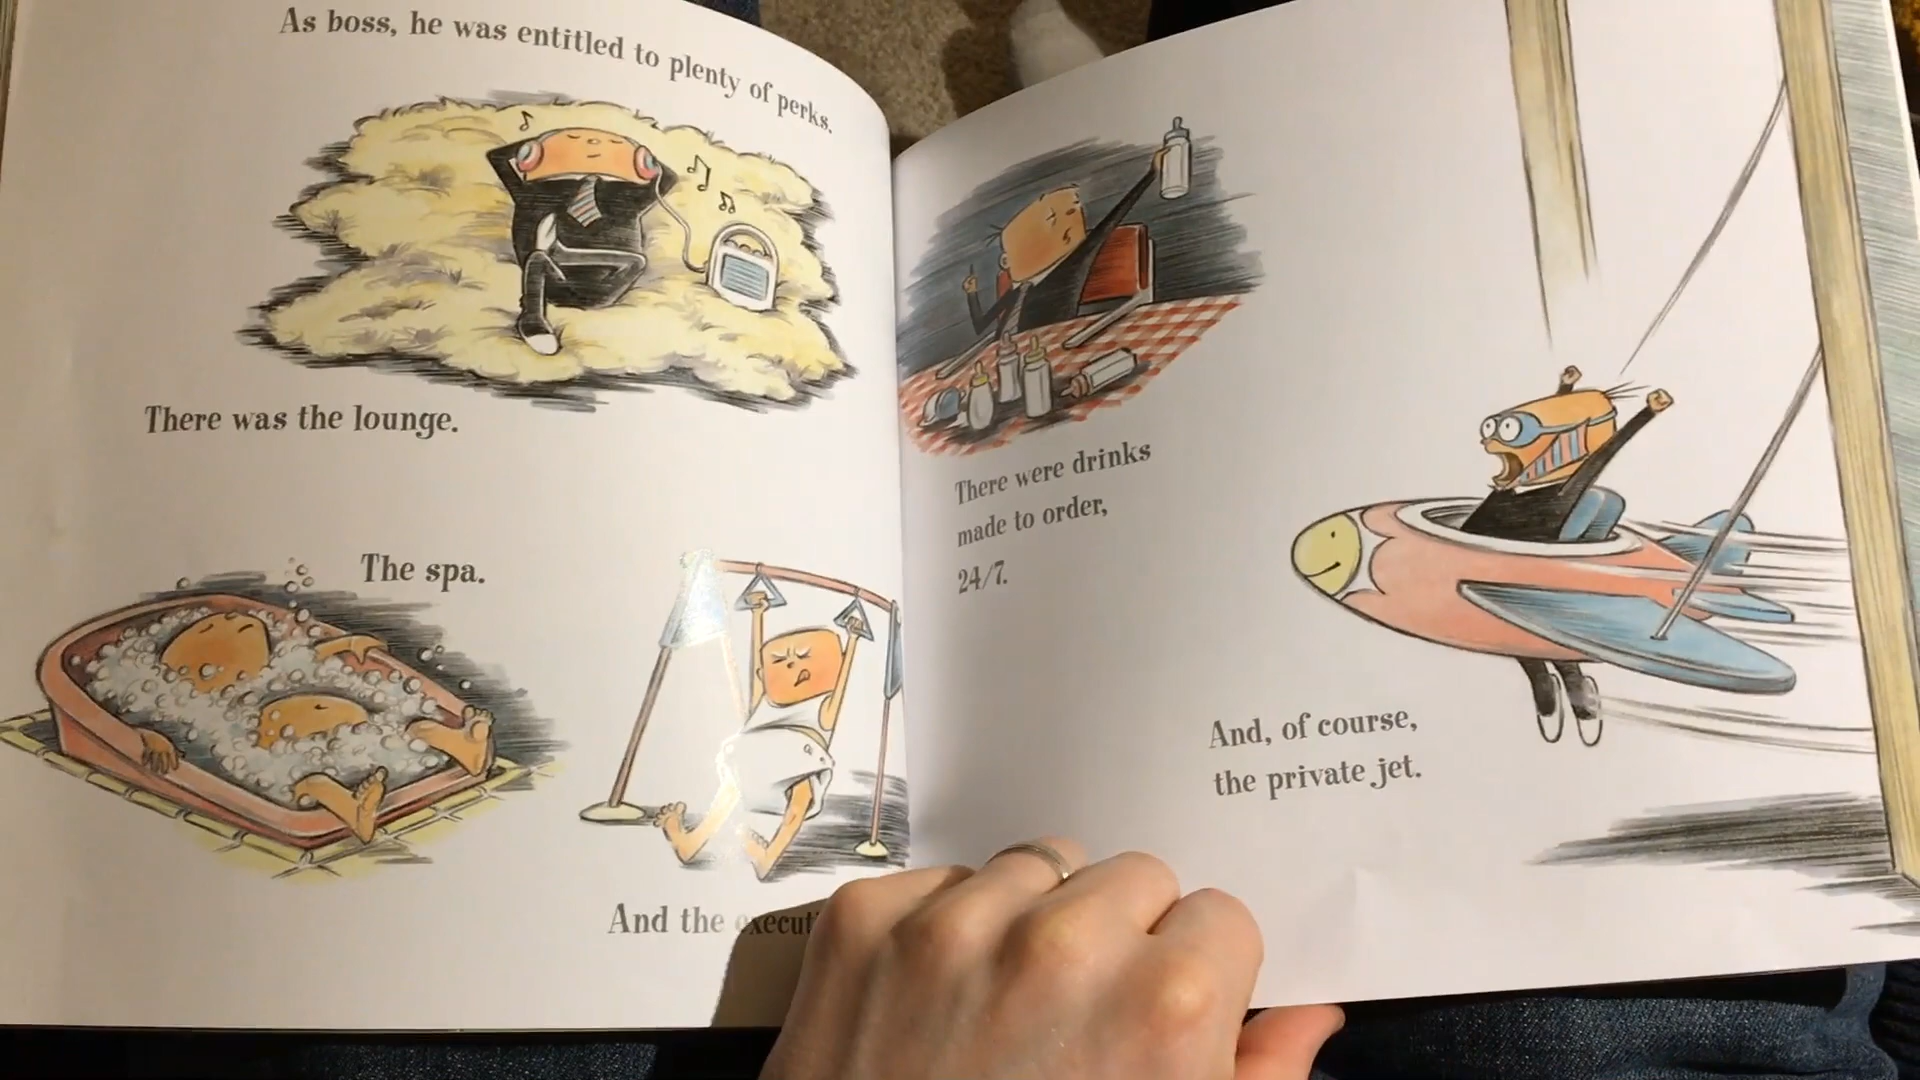 As boss, he was entitled to plenty of perks.
There was the lounge.
The spa.
And the
There were drinks
made to order,
24/7.
And, of course,
the private jet.